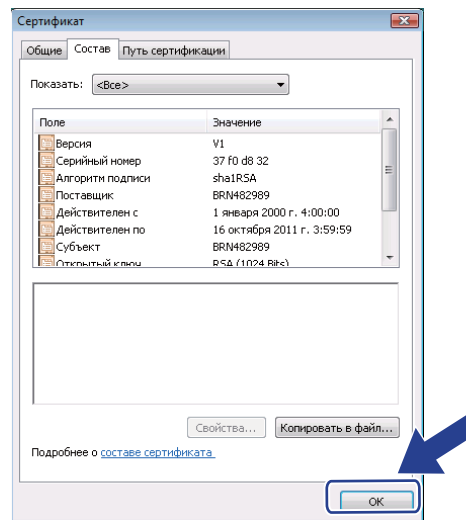 Сертификат
Общие Состав Путь сертификации
Показать: <Все>
Поле Значение
Версия V1
Серийный номер 37 f0 d8 32
Алгоритм подписи sha1RSA
Поставщик BRN482989
Действителен с 1 января 2000 г. 4:00:00
Действителен по 16 октября 2011 г. 3:59:59
Субъект BRN482989
Открытый ключ RSA (1024 Bits)
Свойства... Копировать в файл...
Подробнее о составе сертификата
ОК